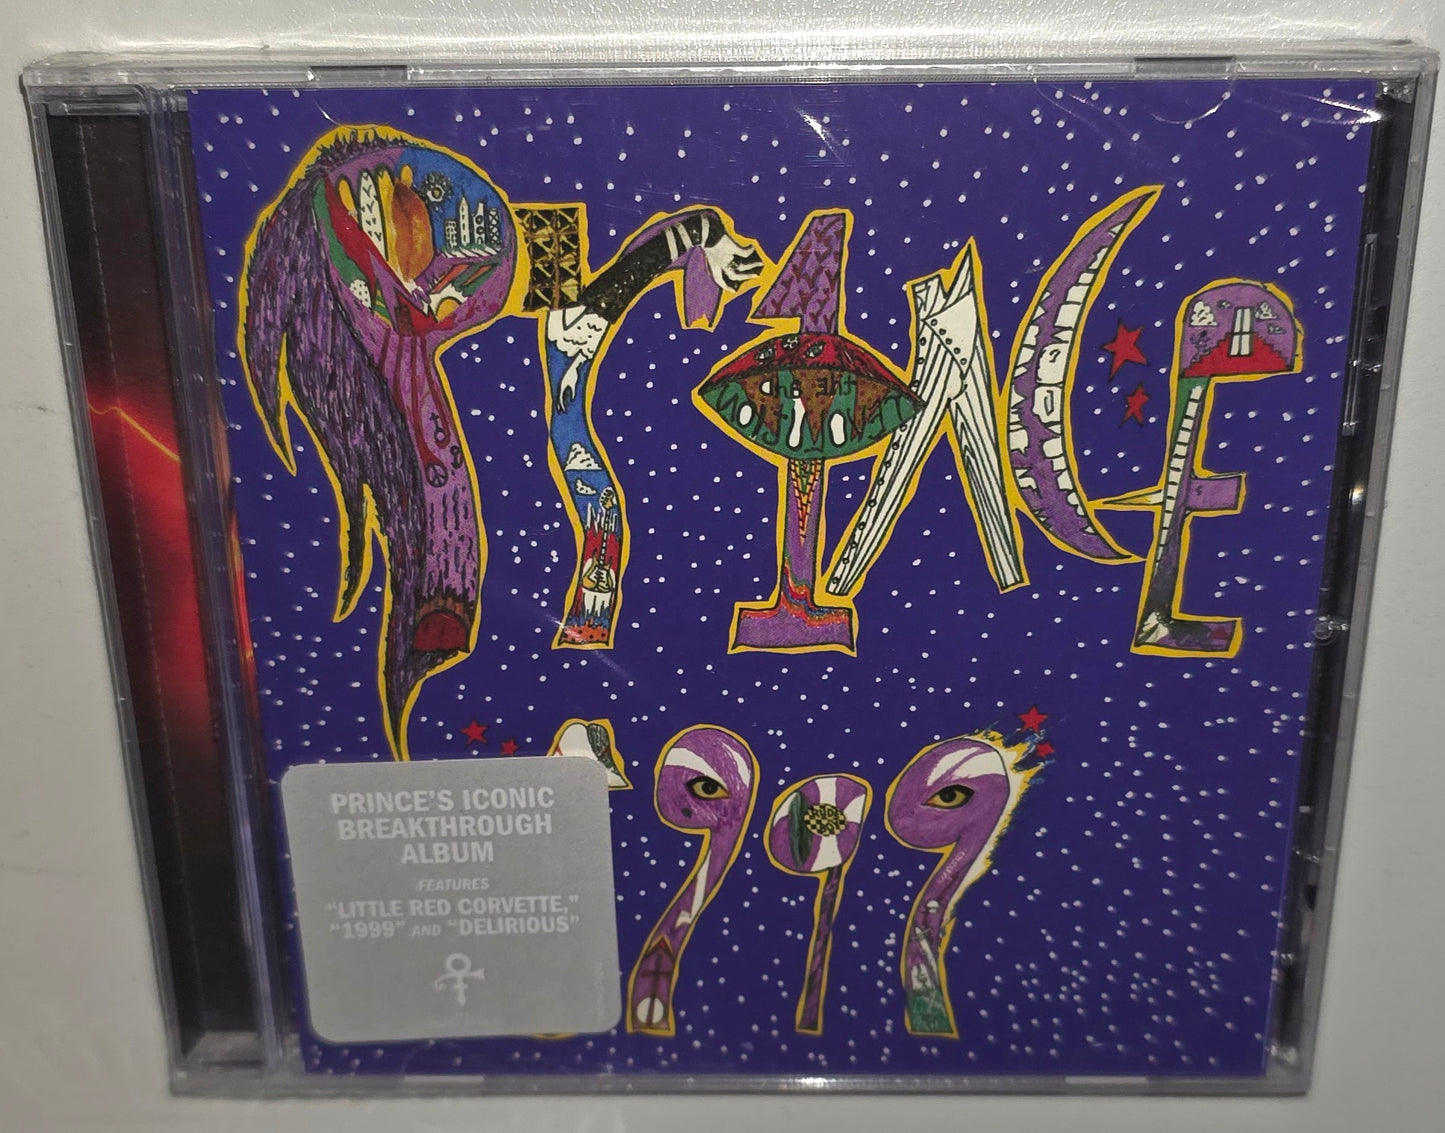 PRINCE
1999
PRINCE'S ICONIC
BREAKTHROUGH
ALBUM
FEATURES
"LITTLE RED CORVETTE,"
"1999" AND "DELIRIOUS"